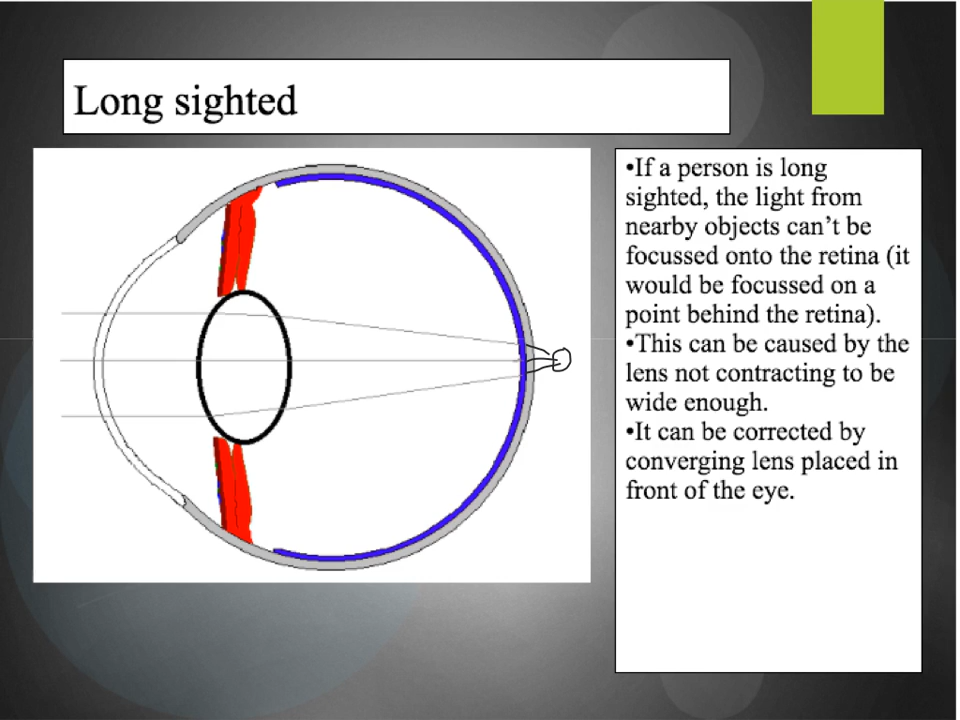 Long sighted
•If a person is long
sighted, the light from
nearby objects can’t be
focussed onto the retina (it
would be focussed on a
point behind the retina).
•This can be caused by the
lens not contracting to be
wide enough.
•It can be corrected by
converging lens placed in
front of the eye.